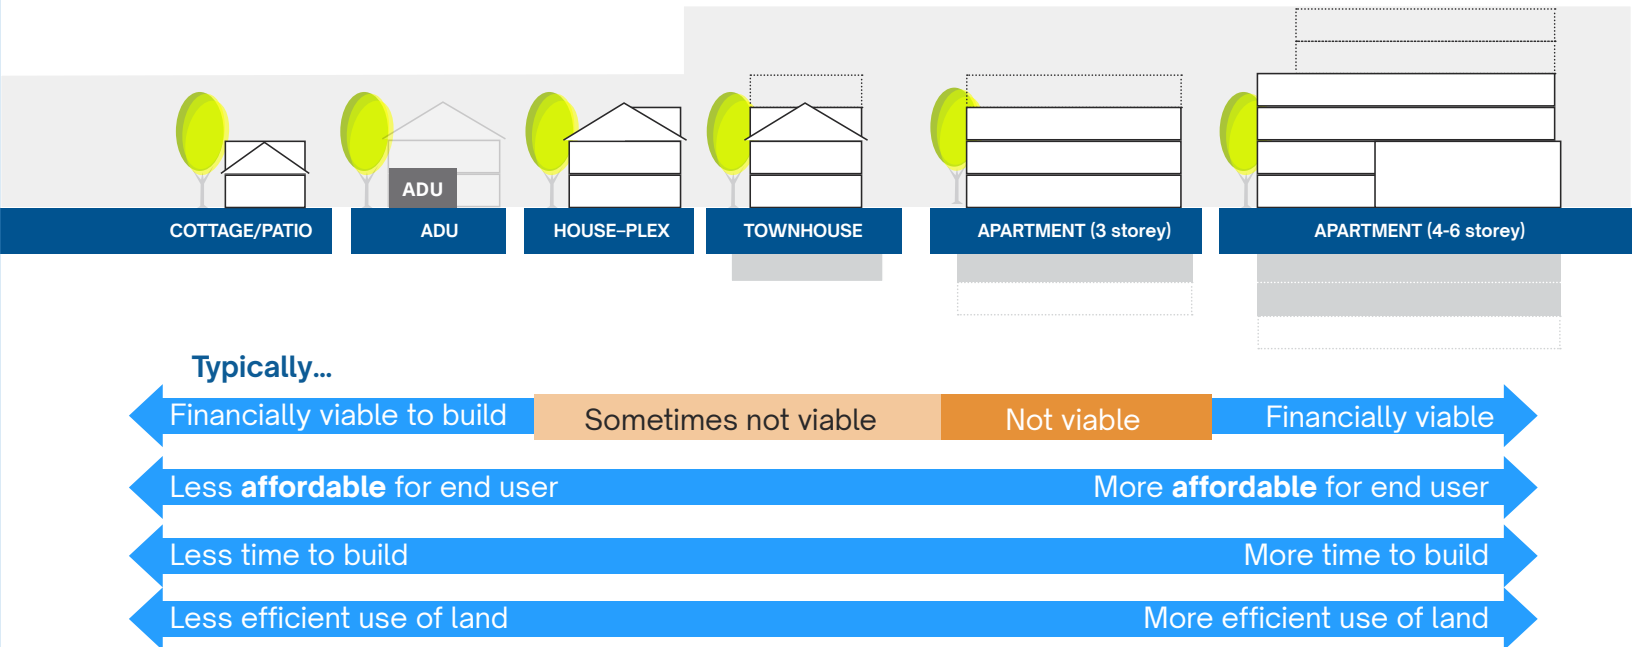 ADU
COTTAGE/PATIO
ADU
HOUSE–PLEX
TOWNHOUSE
APARTMENT (3 storey)
APARTMENT (4-6 storey)
Typically...
Financially viable to build
Sometimes not viable
Not viable
Financially viable
Less affordable for end user
More affordable for end user
Less time to build
More time to build
Less efficient use of land
More efficient use of land